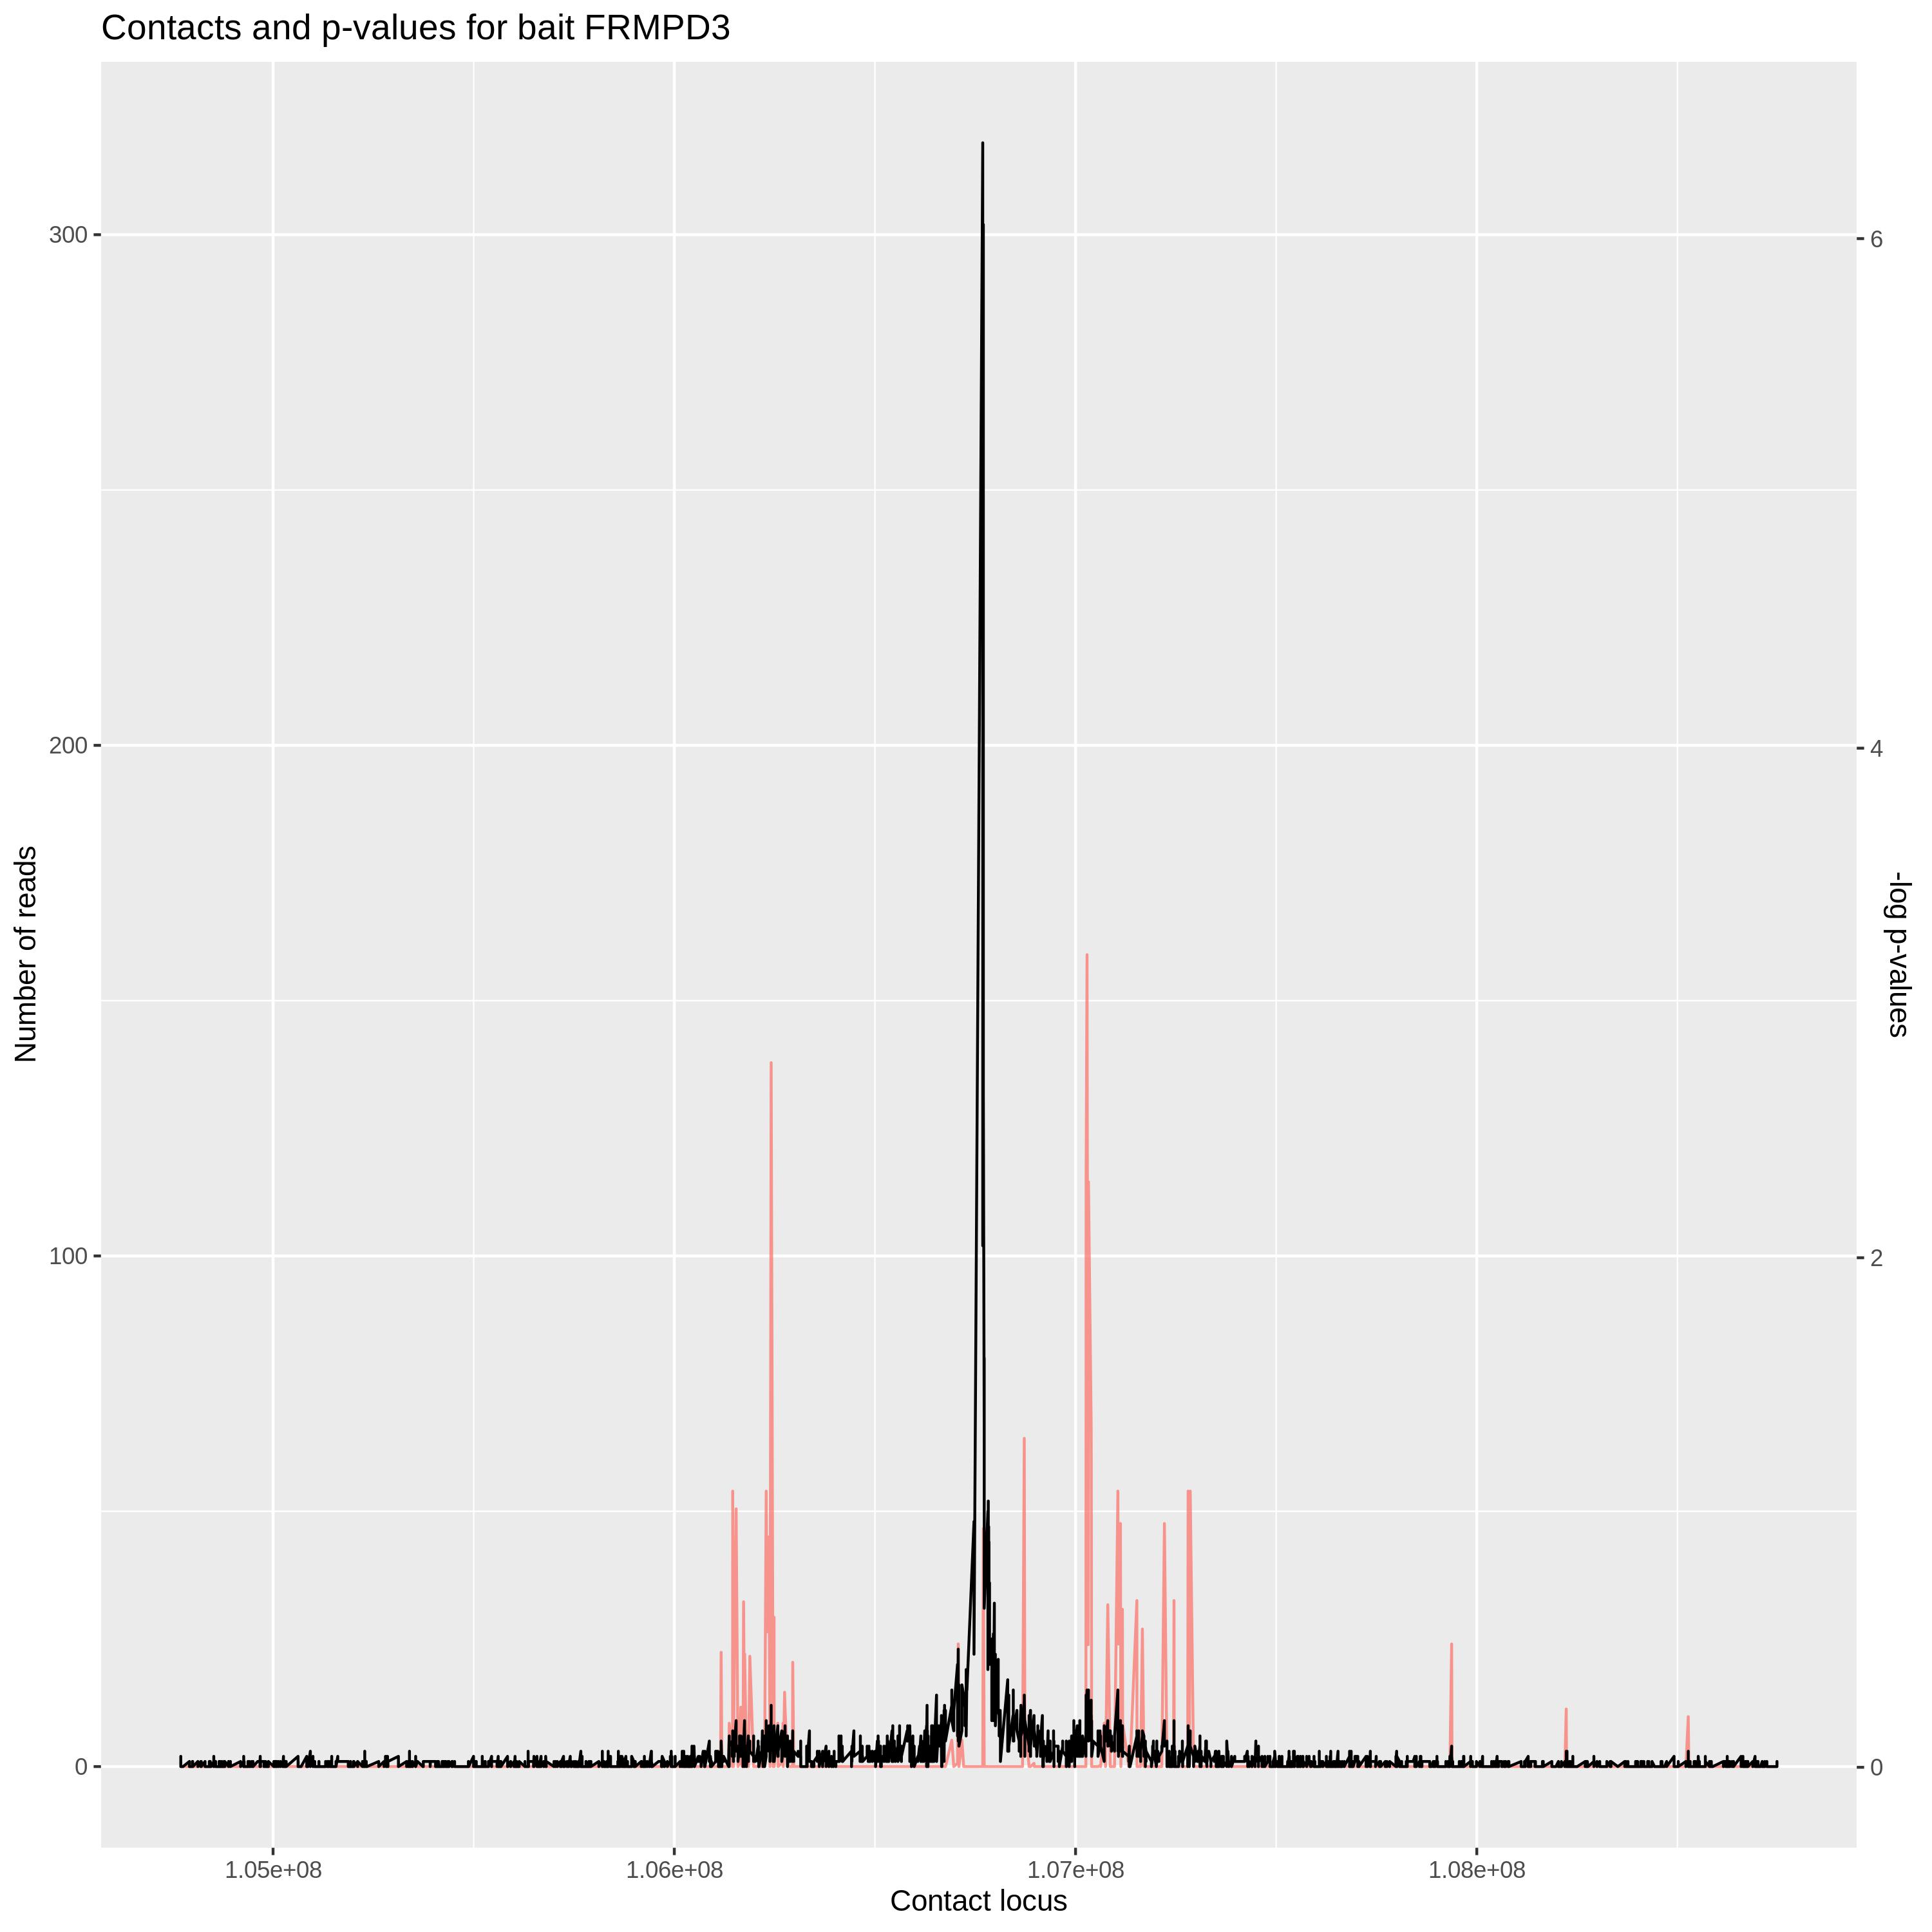 Contacts and p-values for bait FRMPD3
300
200
100
0
6
4
2
0
Number of reads
-log p-values
1.05e+08
1.06e+08
1.07e+08
1.08e+08
Contact locus